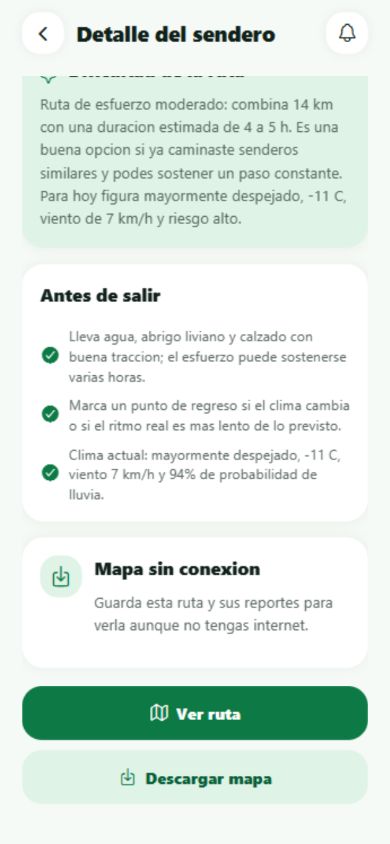 Detalle del sendero
Ruta de esfuerzo moderado: combina 14 km
con una duracion estimada de 4 a 5 h. Es una
buena opcion si ya caminaste senderos
similares y podes sostener un paso constante.
Para hoy figura mayormente despejado, -11 C,
viento de 7 km/h y riesgo alto.
Antes de salir
Lleva agua, abrigo liviano y calzado con
buena traccion; el esfuerzo puede sostenerse
varias horas.
Marca un punto de regreso si el clima cambia
o si el ritmo real es mas lento de lo previsto.
Clima actual: mayormente despejado, -11 C,
viento 7 km/h y 94% de probabilidad de
lluvia.
Mapa sin conexion
Guarda esta ruta y sus reportes para
verla aunque no tengas internet.
Ver ruta
Descargar mapa